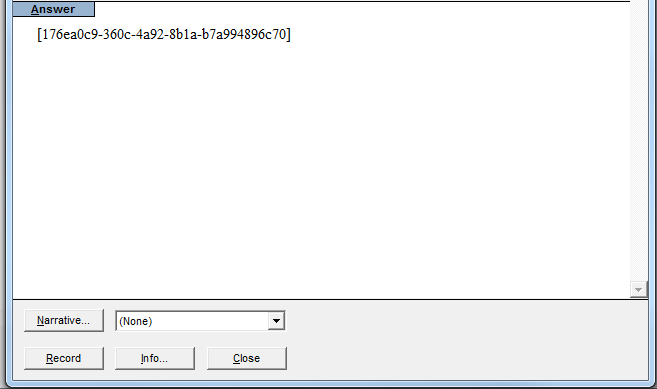 Answer
[176ea0c9-360c-4a92-8b1a-b7a994896c70]
Narrative... (None)
Record Info... Close